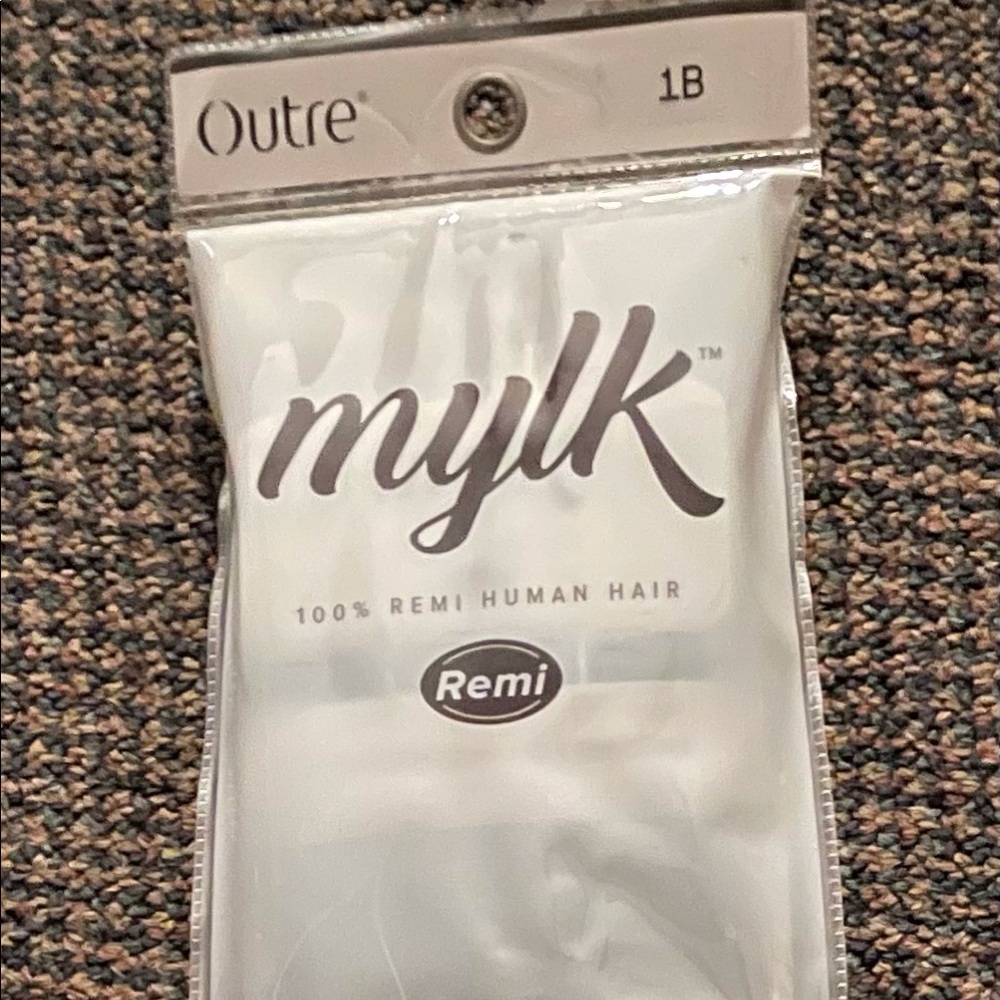 Outre® 1B
mylk™
100% REMI HUMAN HAIR
Remi